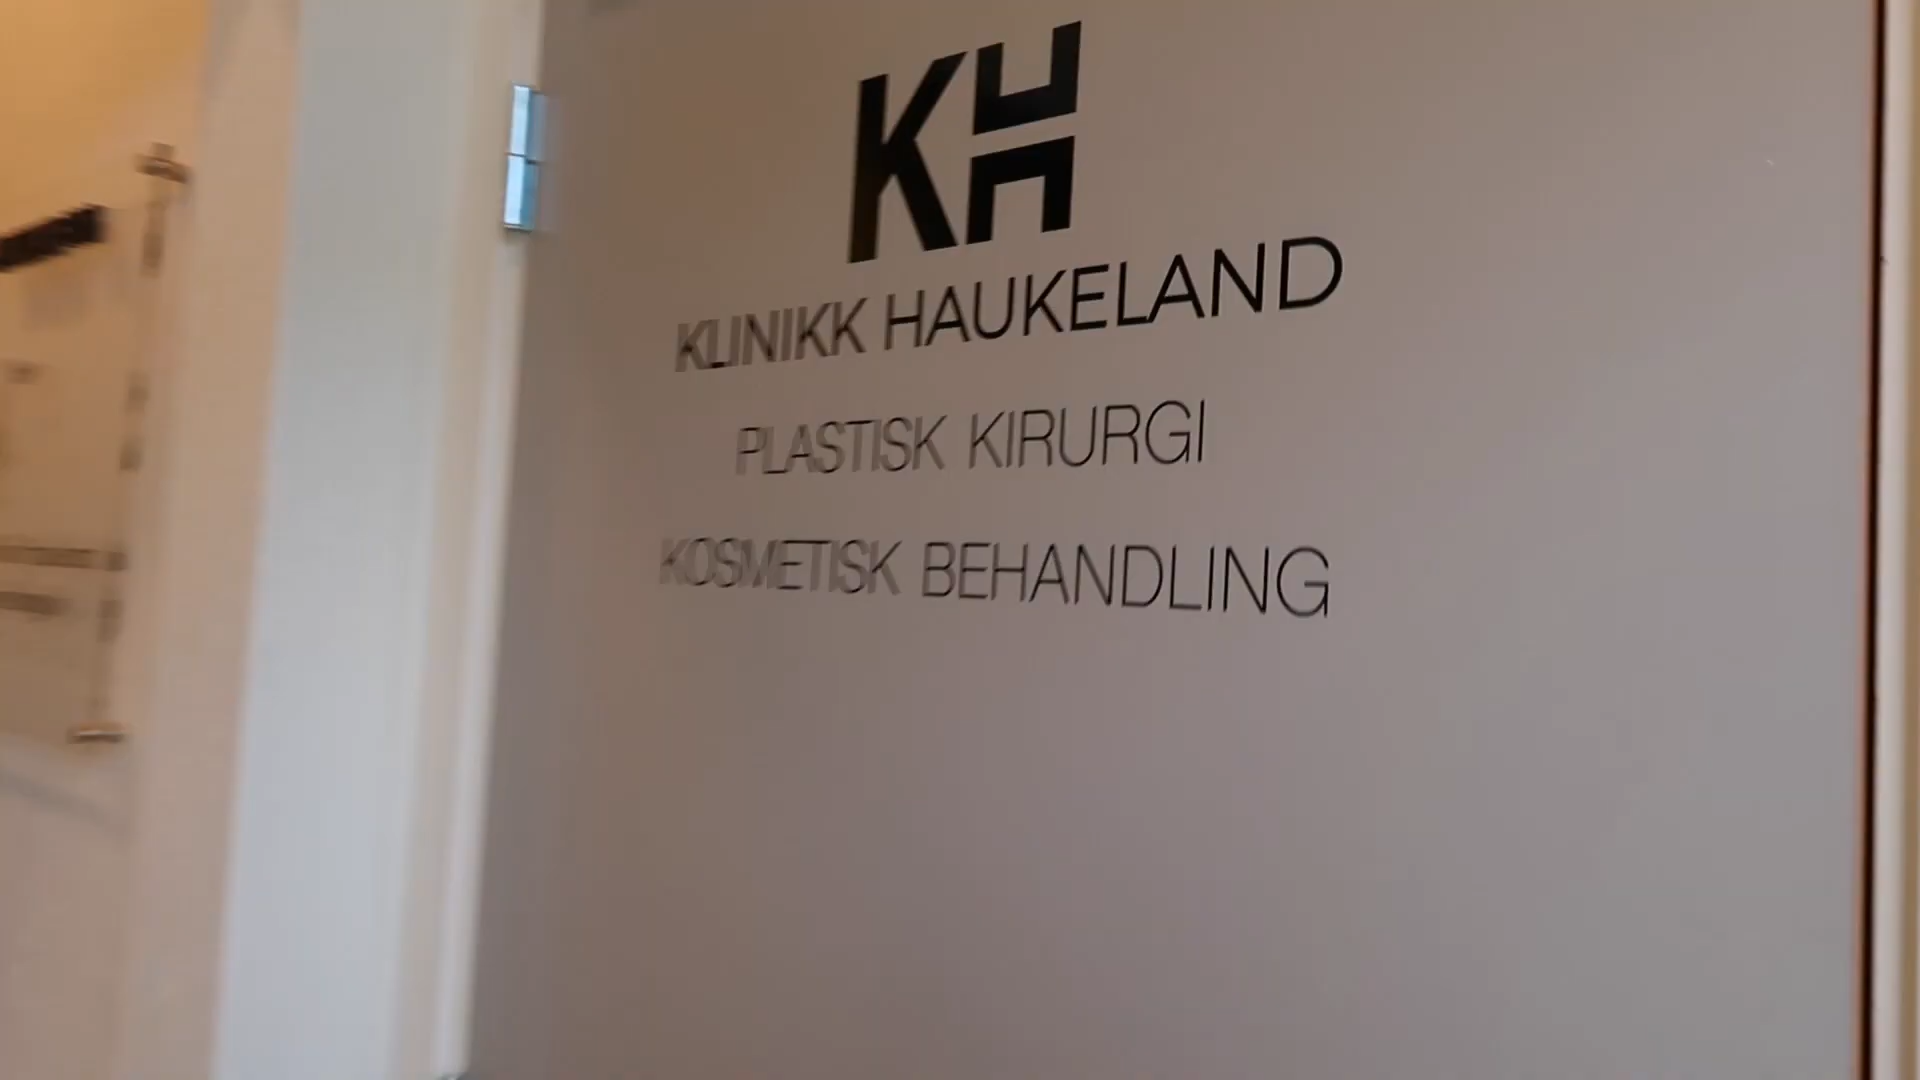 KH
KLINIKK HAUKELAND
PLASTISK KIRURGI
KOSMETISK BEHANDLING